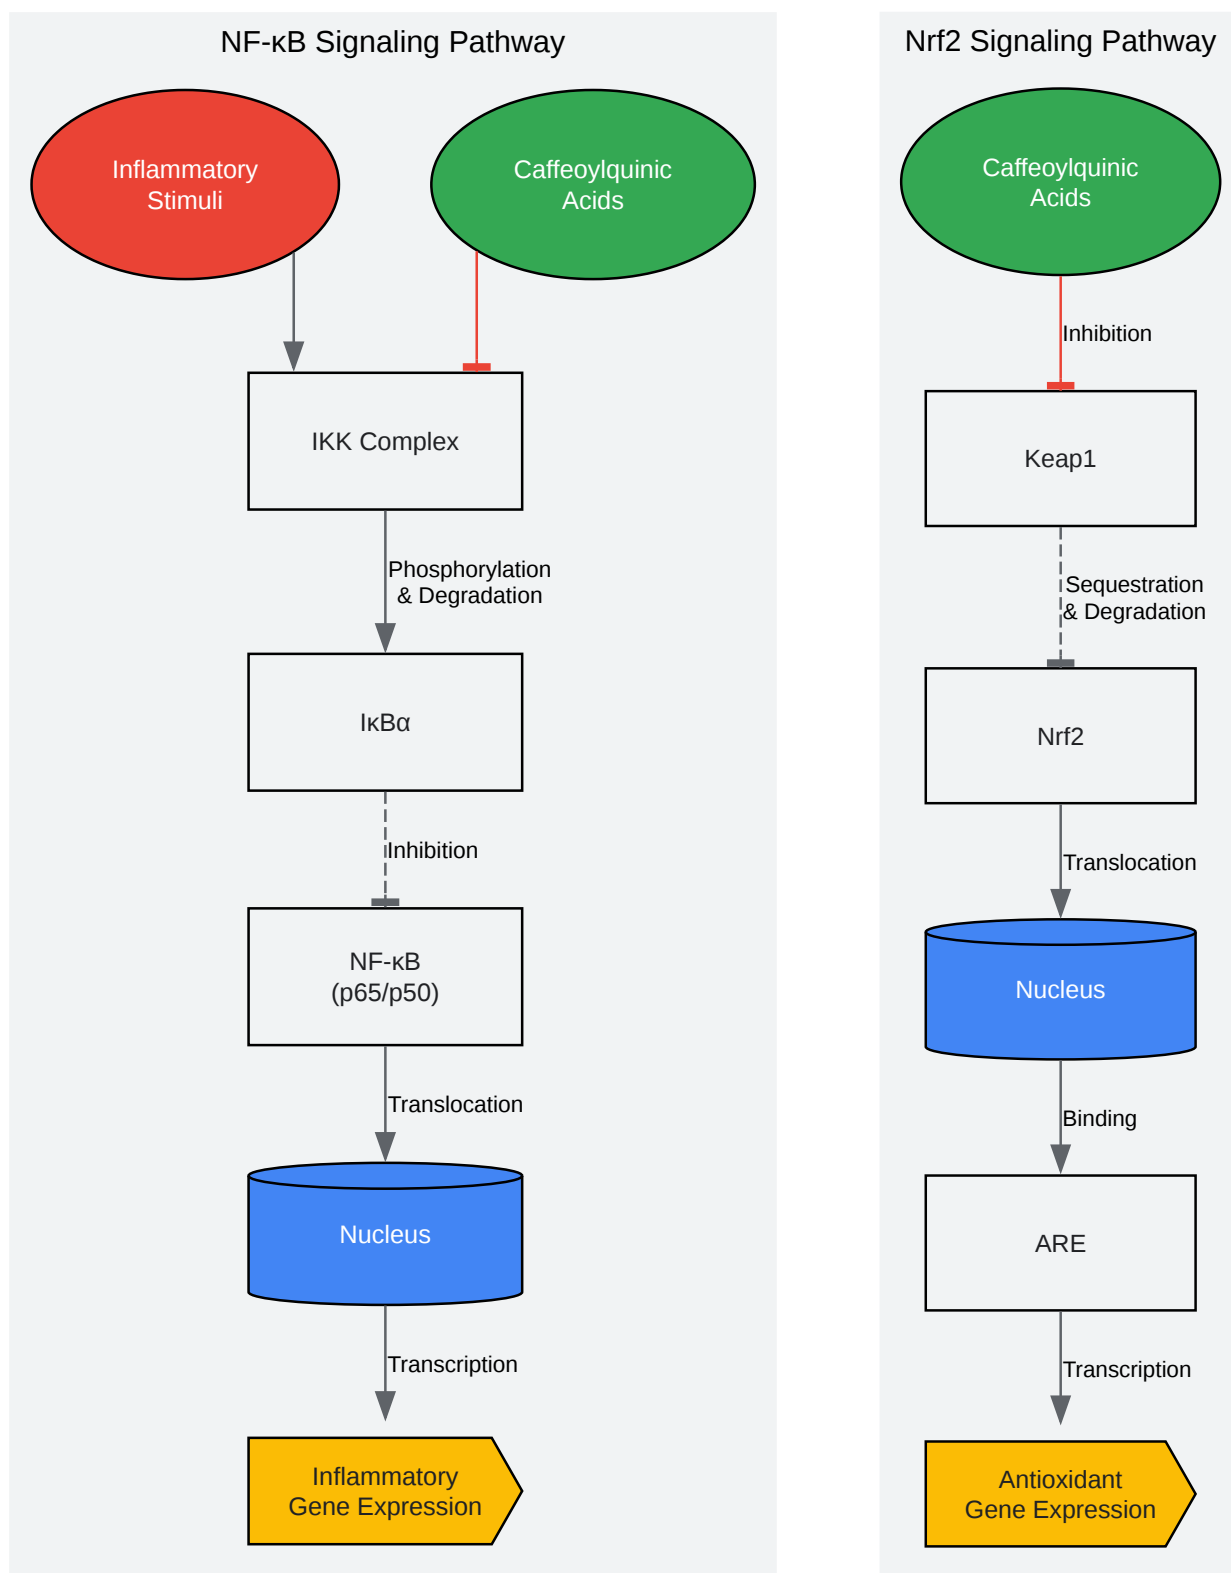 NF-κB Signaling Pathway
Inflammatory
Stimuli
Caffeoylquinic
Acids
IKK Complex
Phosphorylation
& Degradation
IκBα
Inhibition
NF-κB
(p65/p50)
Translocation
Nucleus
Transcription
Inflammatory
Gene Expression
Nrf2 Signaling Pathway
Caffeoylquinic
Acids
Inhibition
Keap1
Sequestration
& Degradation
Nrf2
Translocation
Nucleus
Binding
ARE
Transcription
Antioxidant
Gene Expression